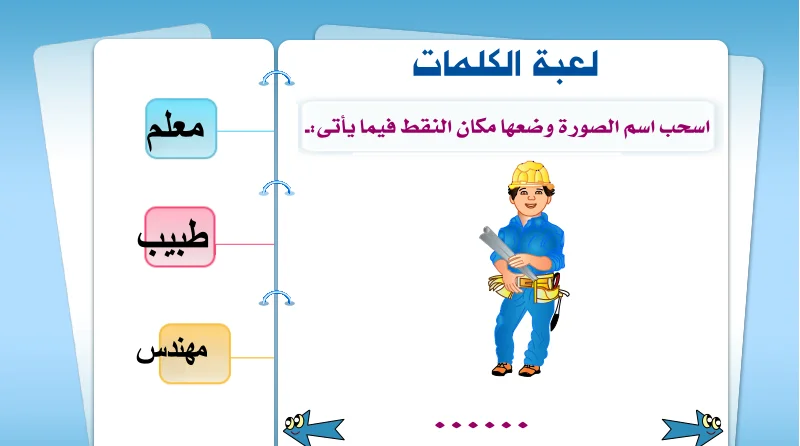 لعبة الكلمات
اسحب اسم الصورة وضعها مكان النقط فيما يأتى :ـ
معلم
طبيب
مهندس